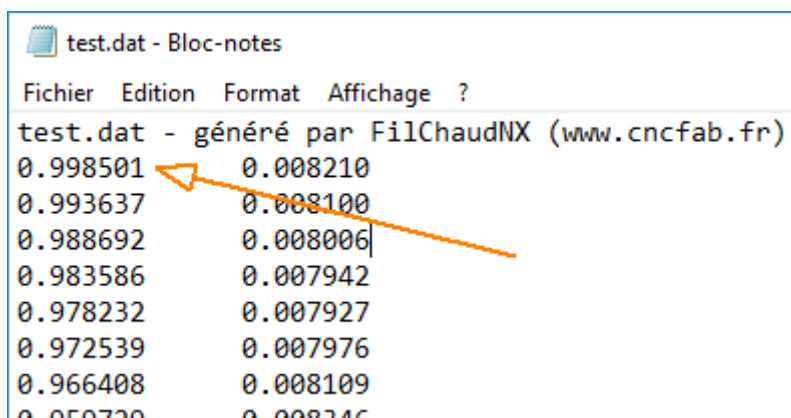 test.dat - Bloc-notes
Fichier Edition Format Affichage ?
test.dat - généré par FilChaudNX (www.cncfab.fr)
0.998501 0.008210
0.993637 0.008100
0.988692 0.008006
0.983586 0.007942
0.978232 0.007927
0.972539 0.007976
0.966408 0.008109